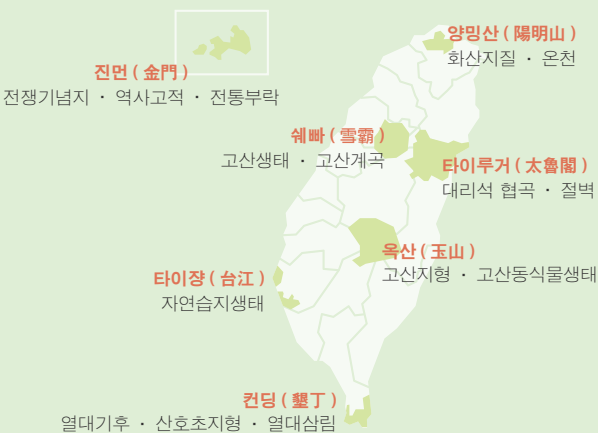 양밍산 ( 陽明山 )
화산지질 · 온천
진먼 ( 金門 )
전쟁기념지 · 역사고적 · 전통부락
쉐빠 ( 雪霸 )
고산생태 · 고산계곡
타이루거 ( 太魯閣 )
대리석 협곡 · 절벽
옥산 ( 玉山 )
고산지형 · 고산동식물생태
타이쟝 ( 台江 )
자연습지생태
컨딩 ( 墾丁 )
열대기후 · 산호초지형 · 열대삼림